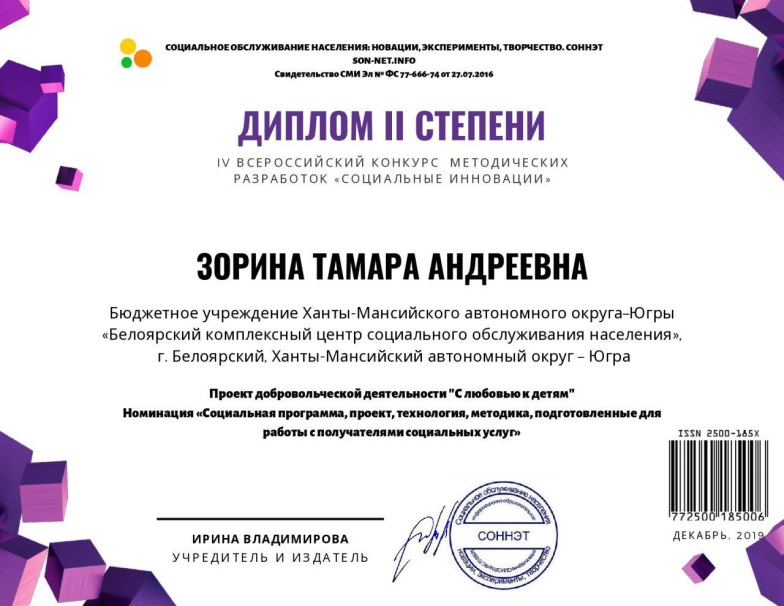 СОЦИАЛЬНОЕ ОБСЛУЖИВАНИЕ НАСЕЛЕНИЯ: НОВАЦИИ, ЭКСПЕРИМЕНТЫ, ТВОРЧЕСТВО. СОННЭТ
SON-NET.INFO
Свидетельство СМИ Эл № ФС 77-666-74 от 27.07.2016
ДИПЛОМ II СТЕПЕНИ
IV ВСЕРОССИЙСКИЙ КОНКУРС МЕТОДИЧЕСКИХ
РАЗРАБОТОК «СОЦИАЛЬНЫЕ ИННОВАЦИИ»
ЗОРИНА ТАМАРА АНДРЕЕВНА
Бюджетное учреждение Ханты-Мансийского автономного округа–Югры
«Белоярский комплексный центр социального обслуживания населения»,
г. Белоярский, Ханты-Мансийский автономный округ – Югра
Проект добровольческой деятельности "С любовью к детям"
Номинация «Социальная программа, проект, технология, методика, подготовленные для
работы с получателями социальных услуг»
ISSN 2500-185X
772500 185006
ДЕКАБРЬ. 2019
ИРИНА ВЛАДИМИРОВА
УЧРЕДИТЕЛЬ И ИЗДАТЕЛЬ
Социальное обслуживание населения
новации, эксперименты, творчество
СОННЭТ